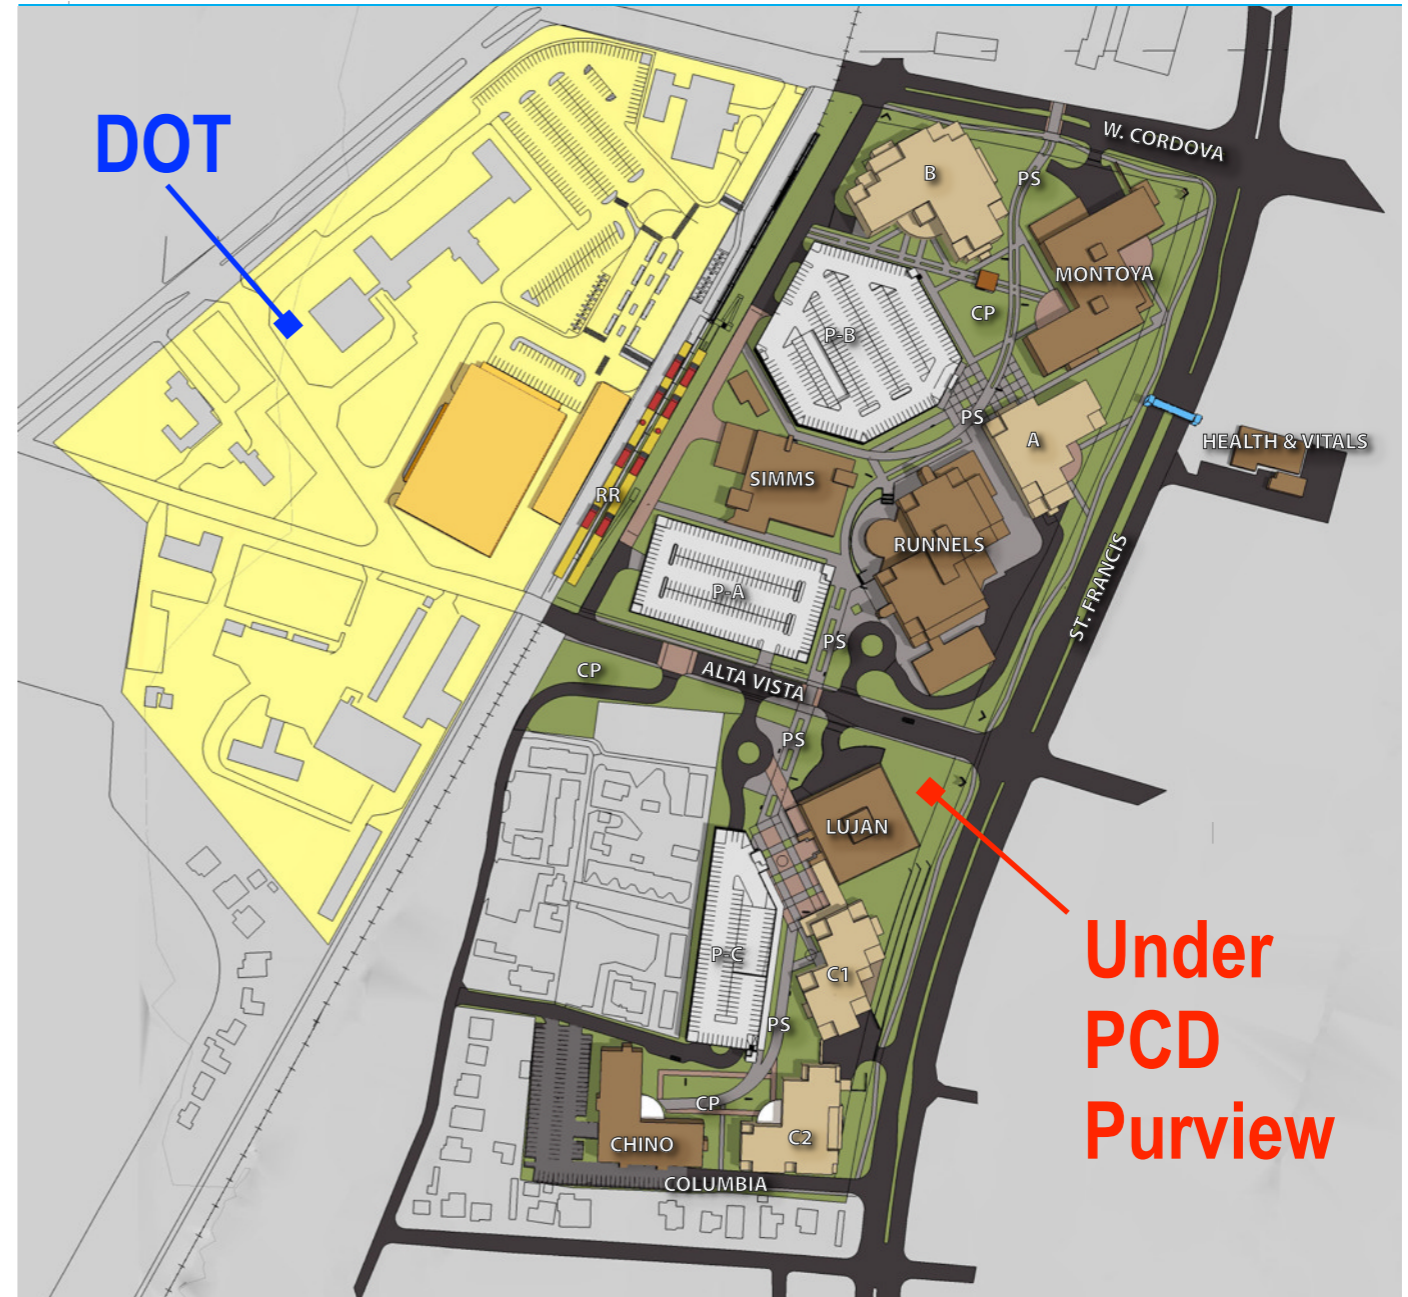 DOT
W. CORDOVA
B
PS
MONTOYA
CP
P-B
PS
A
HEALTH & VITALS
SIMMS
RR
RUNNELS
ST. FRANCIS
P-A
PS
CP
ALTA VISTA
PS
LUJAN
Under
PCD
Purview
P-C
C1
PS
CP
CHINO
C2
COLUMBIA